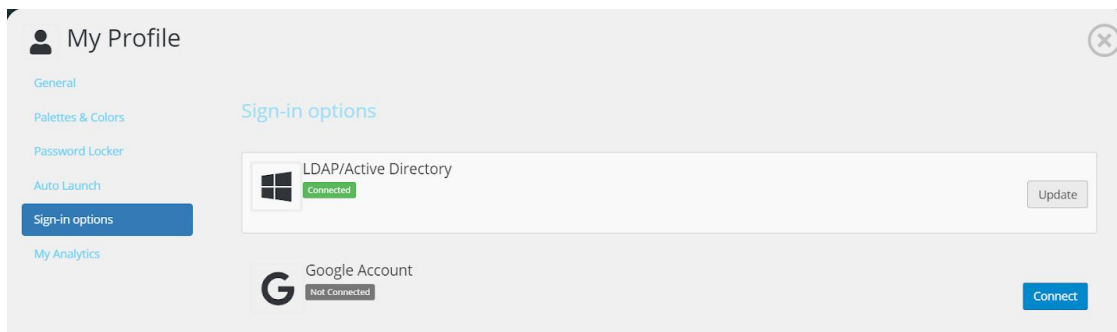 My Profile
General
Palettes & Colors
Password Locker
Auto Launch
Sign-in options
My Analytics
Sign-in options
LDAP/Active Directory
Connected
Update
Google Account
Not Connected
Connect